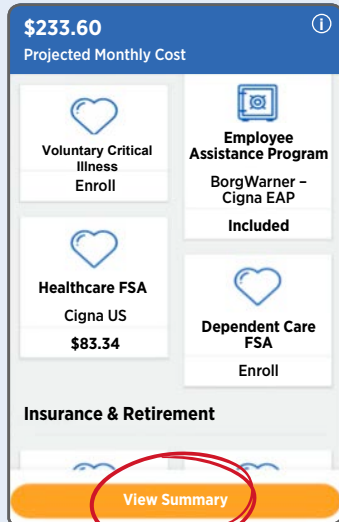 $233.60
Projected Monthly Cost
Voluntary Critical
Illness
Enroll
Employee
Assistance Program
BorgWarner –
Cigna EAP
Included
Healthcare FSA
Cigna US
$83.34
Dependent Care
FSA
Enroll
Insurance & Retirement
View Summary